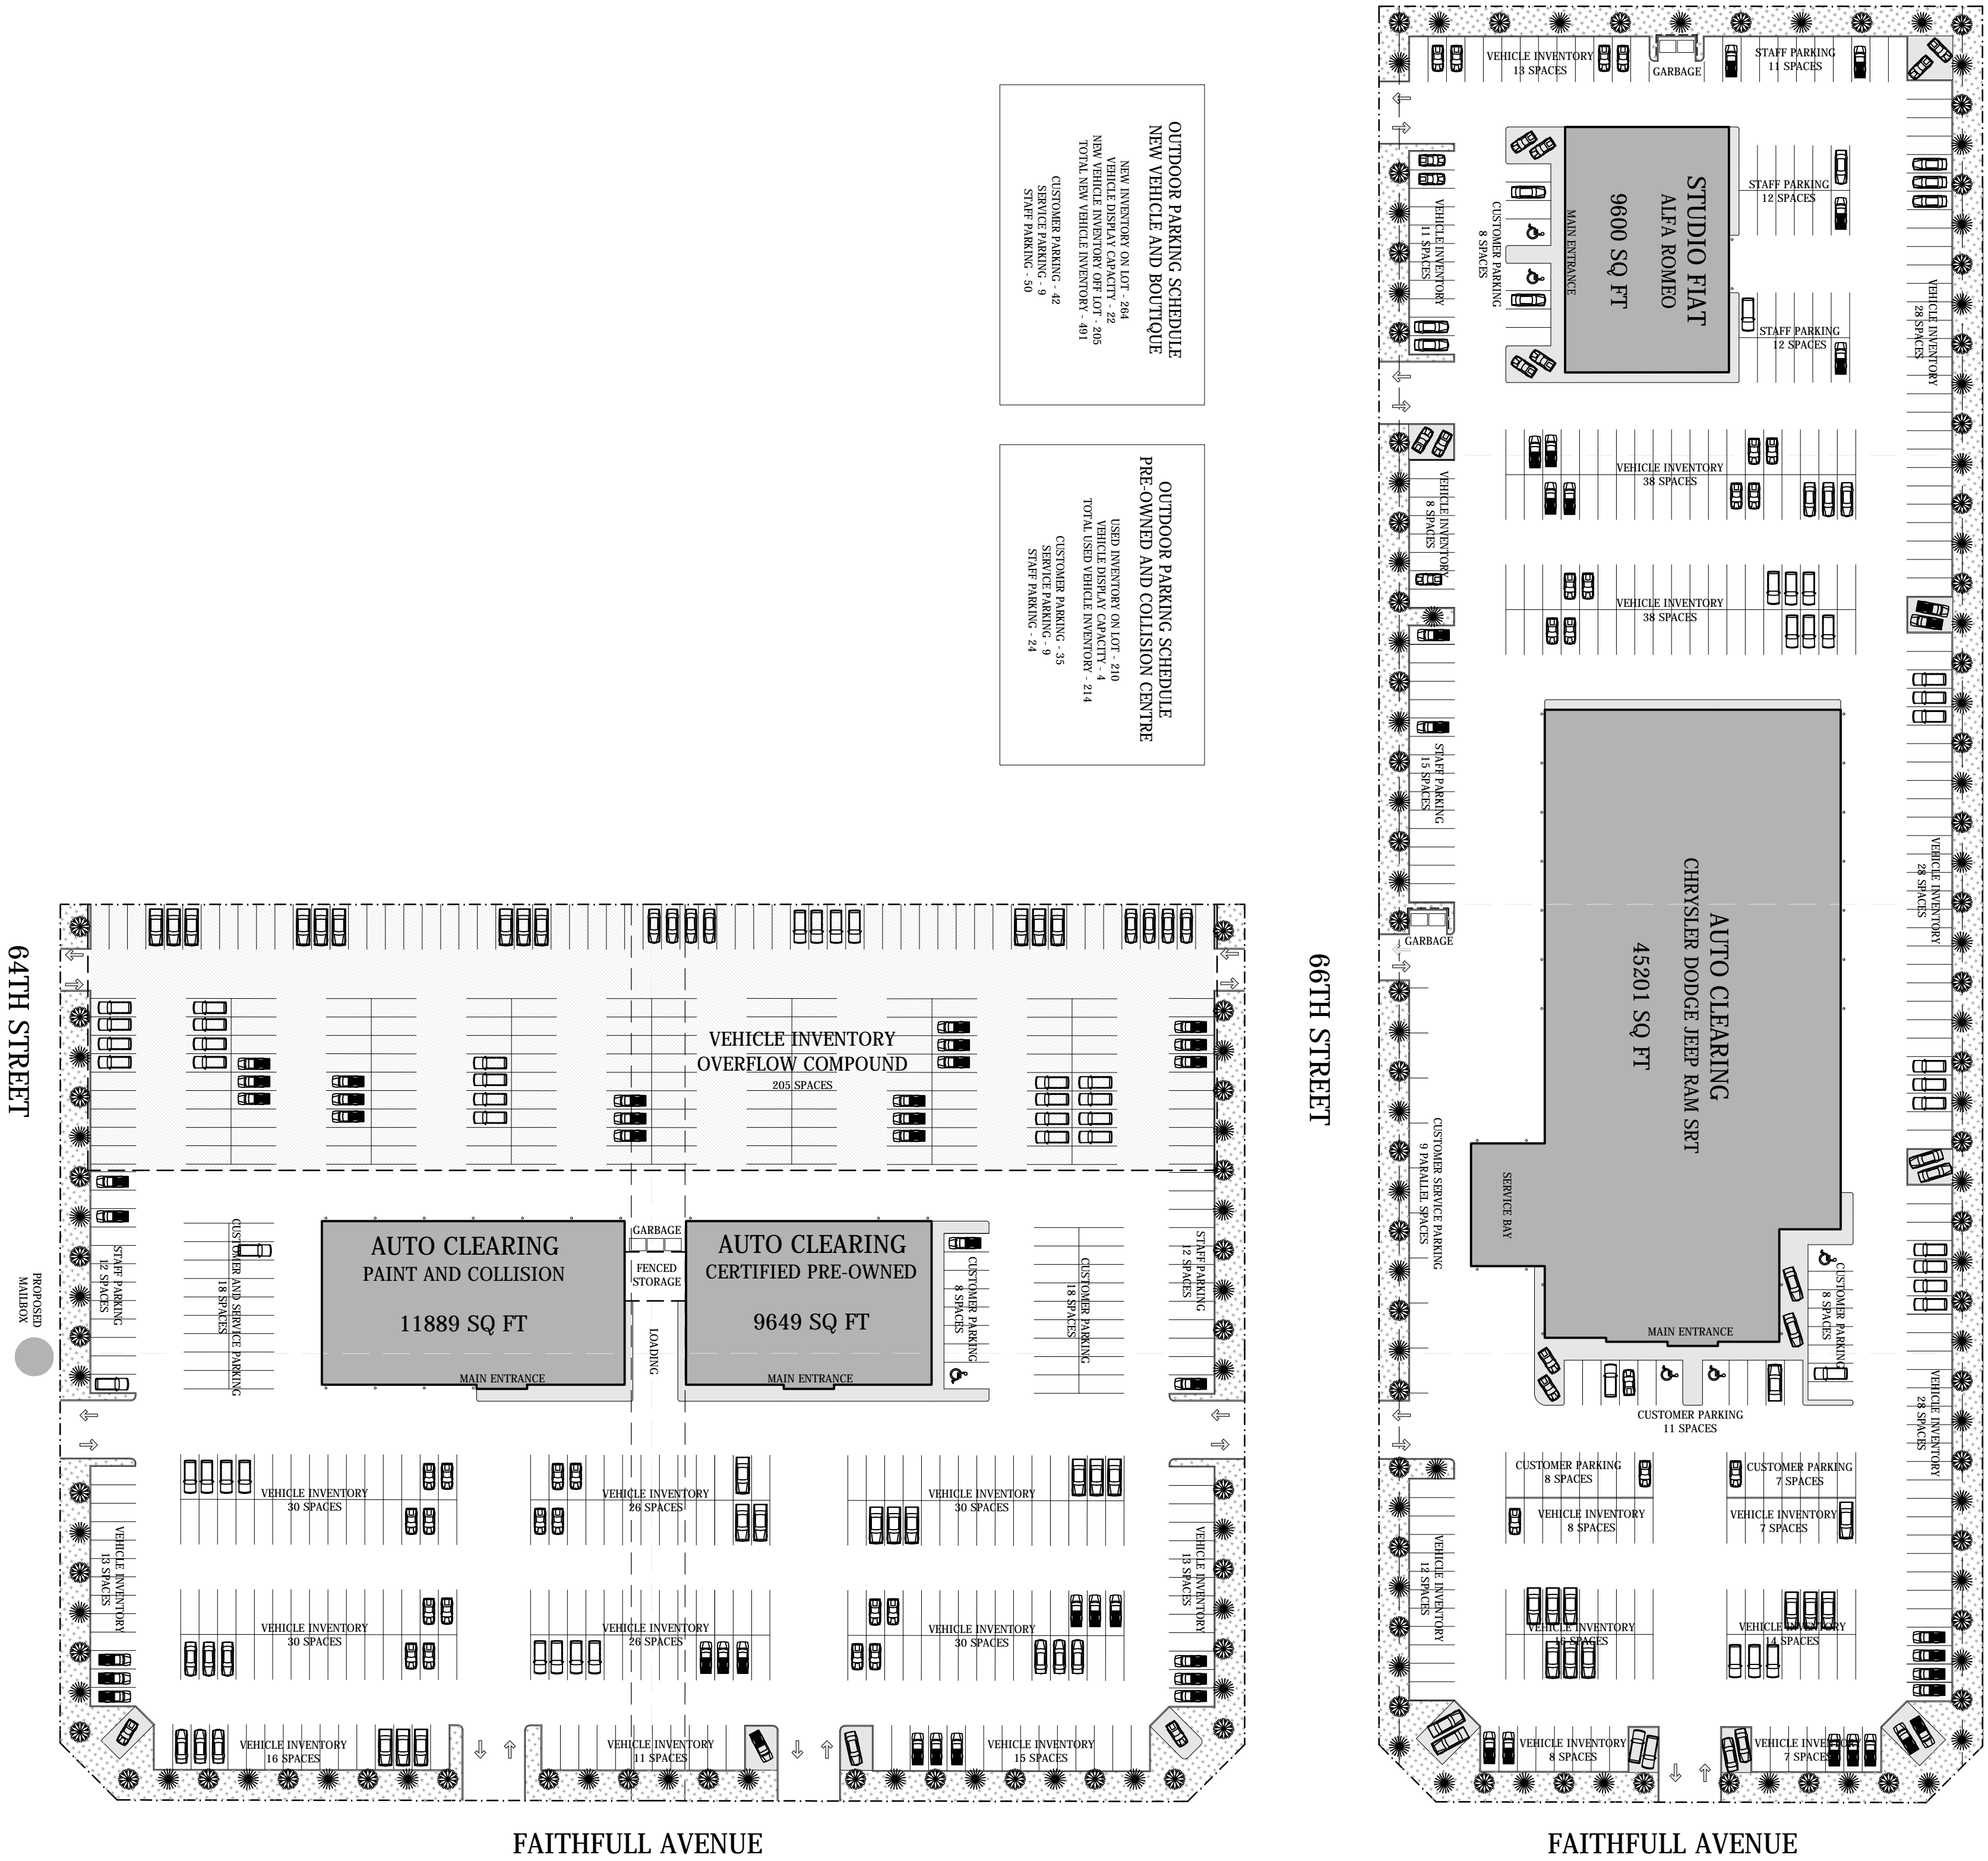 OUTDOOR PARKING SCHEDULE
NEW VEHICLE AND BOUTIQUE
NEW INVENTORY ON LOT - 264
VEHICLE DISPLAY CAPACITY - 22
NEW VEHICLE INVENTORY OFF LOT - 205
TOTAL NEW VEHICLE INVENTORY - 491
CUSTOMER PARKING - 42
SERVICE PARKING - 9
STAFF PARKING - 50
OUTDOOR PARKING SCHEDULE
PRE-OWNED AND COLLISION CENTRE
USED INVENTORY ON LOT - 210
VEHICLE DISPLAY CAPACITY - 4
TOTAL USED VEHICLE INVENTORY - 214
CUSTOMER PARKING - 35
SERVICE PARKING - 9
STAFF PARKING - 24
VEHICLE INVENTORY
13 SPACES
GARBAGE
STAFF PARKING
11 SPACES
VEHICLE INVENTORY
11 SPACES
CUSTOMER PARKING
8 SPACES
MAIN ENTRANCE
STUDIO FIAT
ALFA ROMEO
9600 SQ FT
STAFF PARKING
12 SPACES
STAFF PARKING
12 SPACES
VEHICLE INVENTORY
28 SPACES
VEHICLE INVENTORY
8 SPACES
VEHICLE INVENTORY
38 SPACES
VEHICLE INVENTORY
38 SPACES
STAFF PARKING
15 SPACES
GARBAGE
VEHICLE INVENTORY
28 SPACES
AUTO CLEARING
CHRYSLER DODGE JEEP RAM SRT
45201 SQ FT
66TH STREET
CUSTOMER SERVICE PARKING
9 PARALLEL SPACES
SERVICE BAY
MAIN ENTRANCE
CUSTOMER PARKING
8 SPACES
CUSTOMER PARKING
11 SPACES
VEHICLE INVENTORY
28 SPACES
CUSTOMER PARKING
8 SPACES
CUSTOMER PARKING
7 SPACES
VEHICLE INVENTORY
8 SPACES
VEHICLE INVENTORY
7 SPACES
VEHICLE INVENTORY
12 SPACES
VEHICLE INVENTORY
16 SPACES
VEHICLE INVENTORY
14 SPACES
VEHICLE INVENTORY
8 SPACES
VEHICLE INVENTORY
7 SPACES
FAITHFULL AVENUE
64TH STREET
VEHICLE INVENTORY
OVERFLOW COMPOUND
205 SPACES
PROPOSED
MAILBOX
STAFF PARKING
12 SPACES
CUSTOMER AND SERVICE PARKING
18 SPACES
AUTO CLEARING
PAINT AND COLLISION
11889 SQ FT
MAIN ENTRANCE
GARBAGE
FENCED
STORAGE
LOADING
AUTO CLEARING
CERTIFIED PRE-OWNED
9649 SQ FT
MAIN ENTRANCE
CUSTOMER PARKING
8 SPACES
CUSTOMER PARKING
18 SPACES
STAFF PARKING
12 SPACES
VEHICLE INVENTORY
30 SPACES
VEHICLE INVENTORY
26 SPACES
VEHICLE INVENTORY
30 SPACES
VEHICLE INVENTORY
13 SPACES
VEHICLE INVENTORY
13 SPACES
VEHICLE INVENTORY
30 SPACES
VEHICLE INVENTORY
26 SPACES
VEHICLE INVENTORY
30 SPACES
VEHICLE INVENTORY
16 SPACES
VEHICLE INVENTORY
11 SPACES
VEHICLE INVENTORY
15 SPACES
FAITHFULL AVENUE